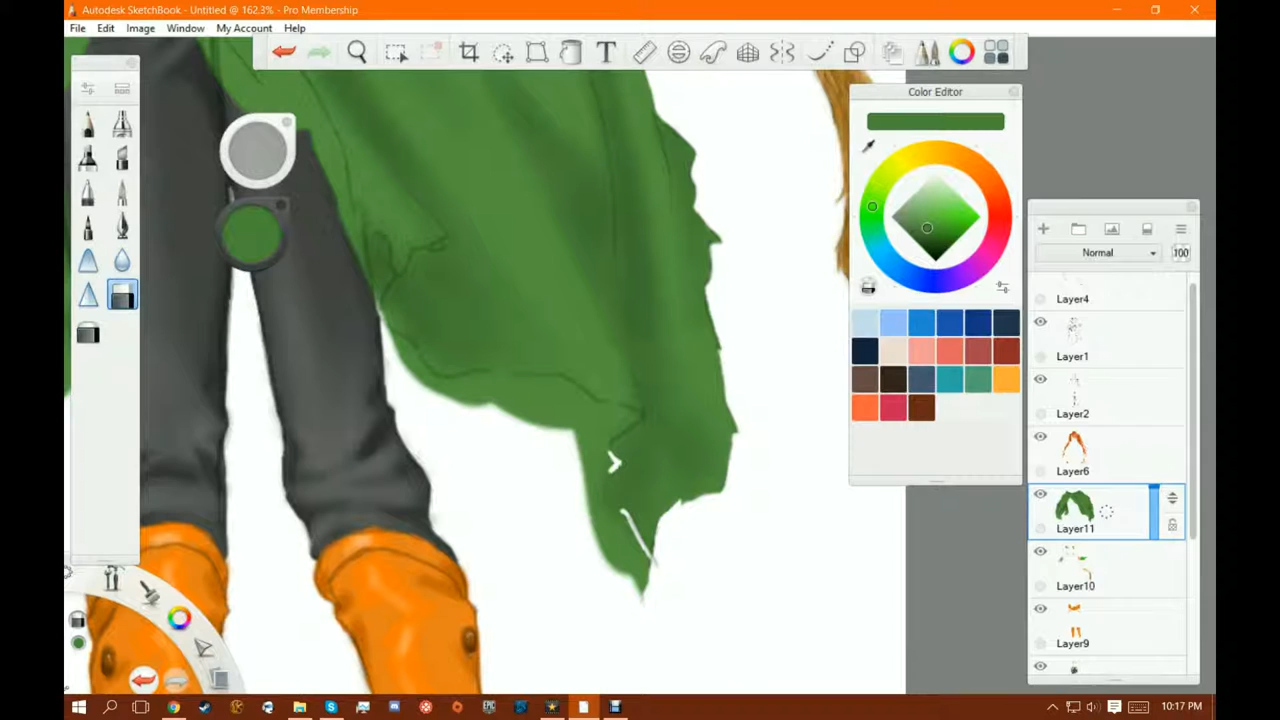 Autodesk SketchBook - Untitled @ 162.3% - Pro Membership
File Edit Image Window My Account Help
Color Editor
Normal
100
Layer4
Layer1
Layer2
Layer6
Layer11
Layer10
Layer9
10:17 PM